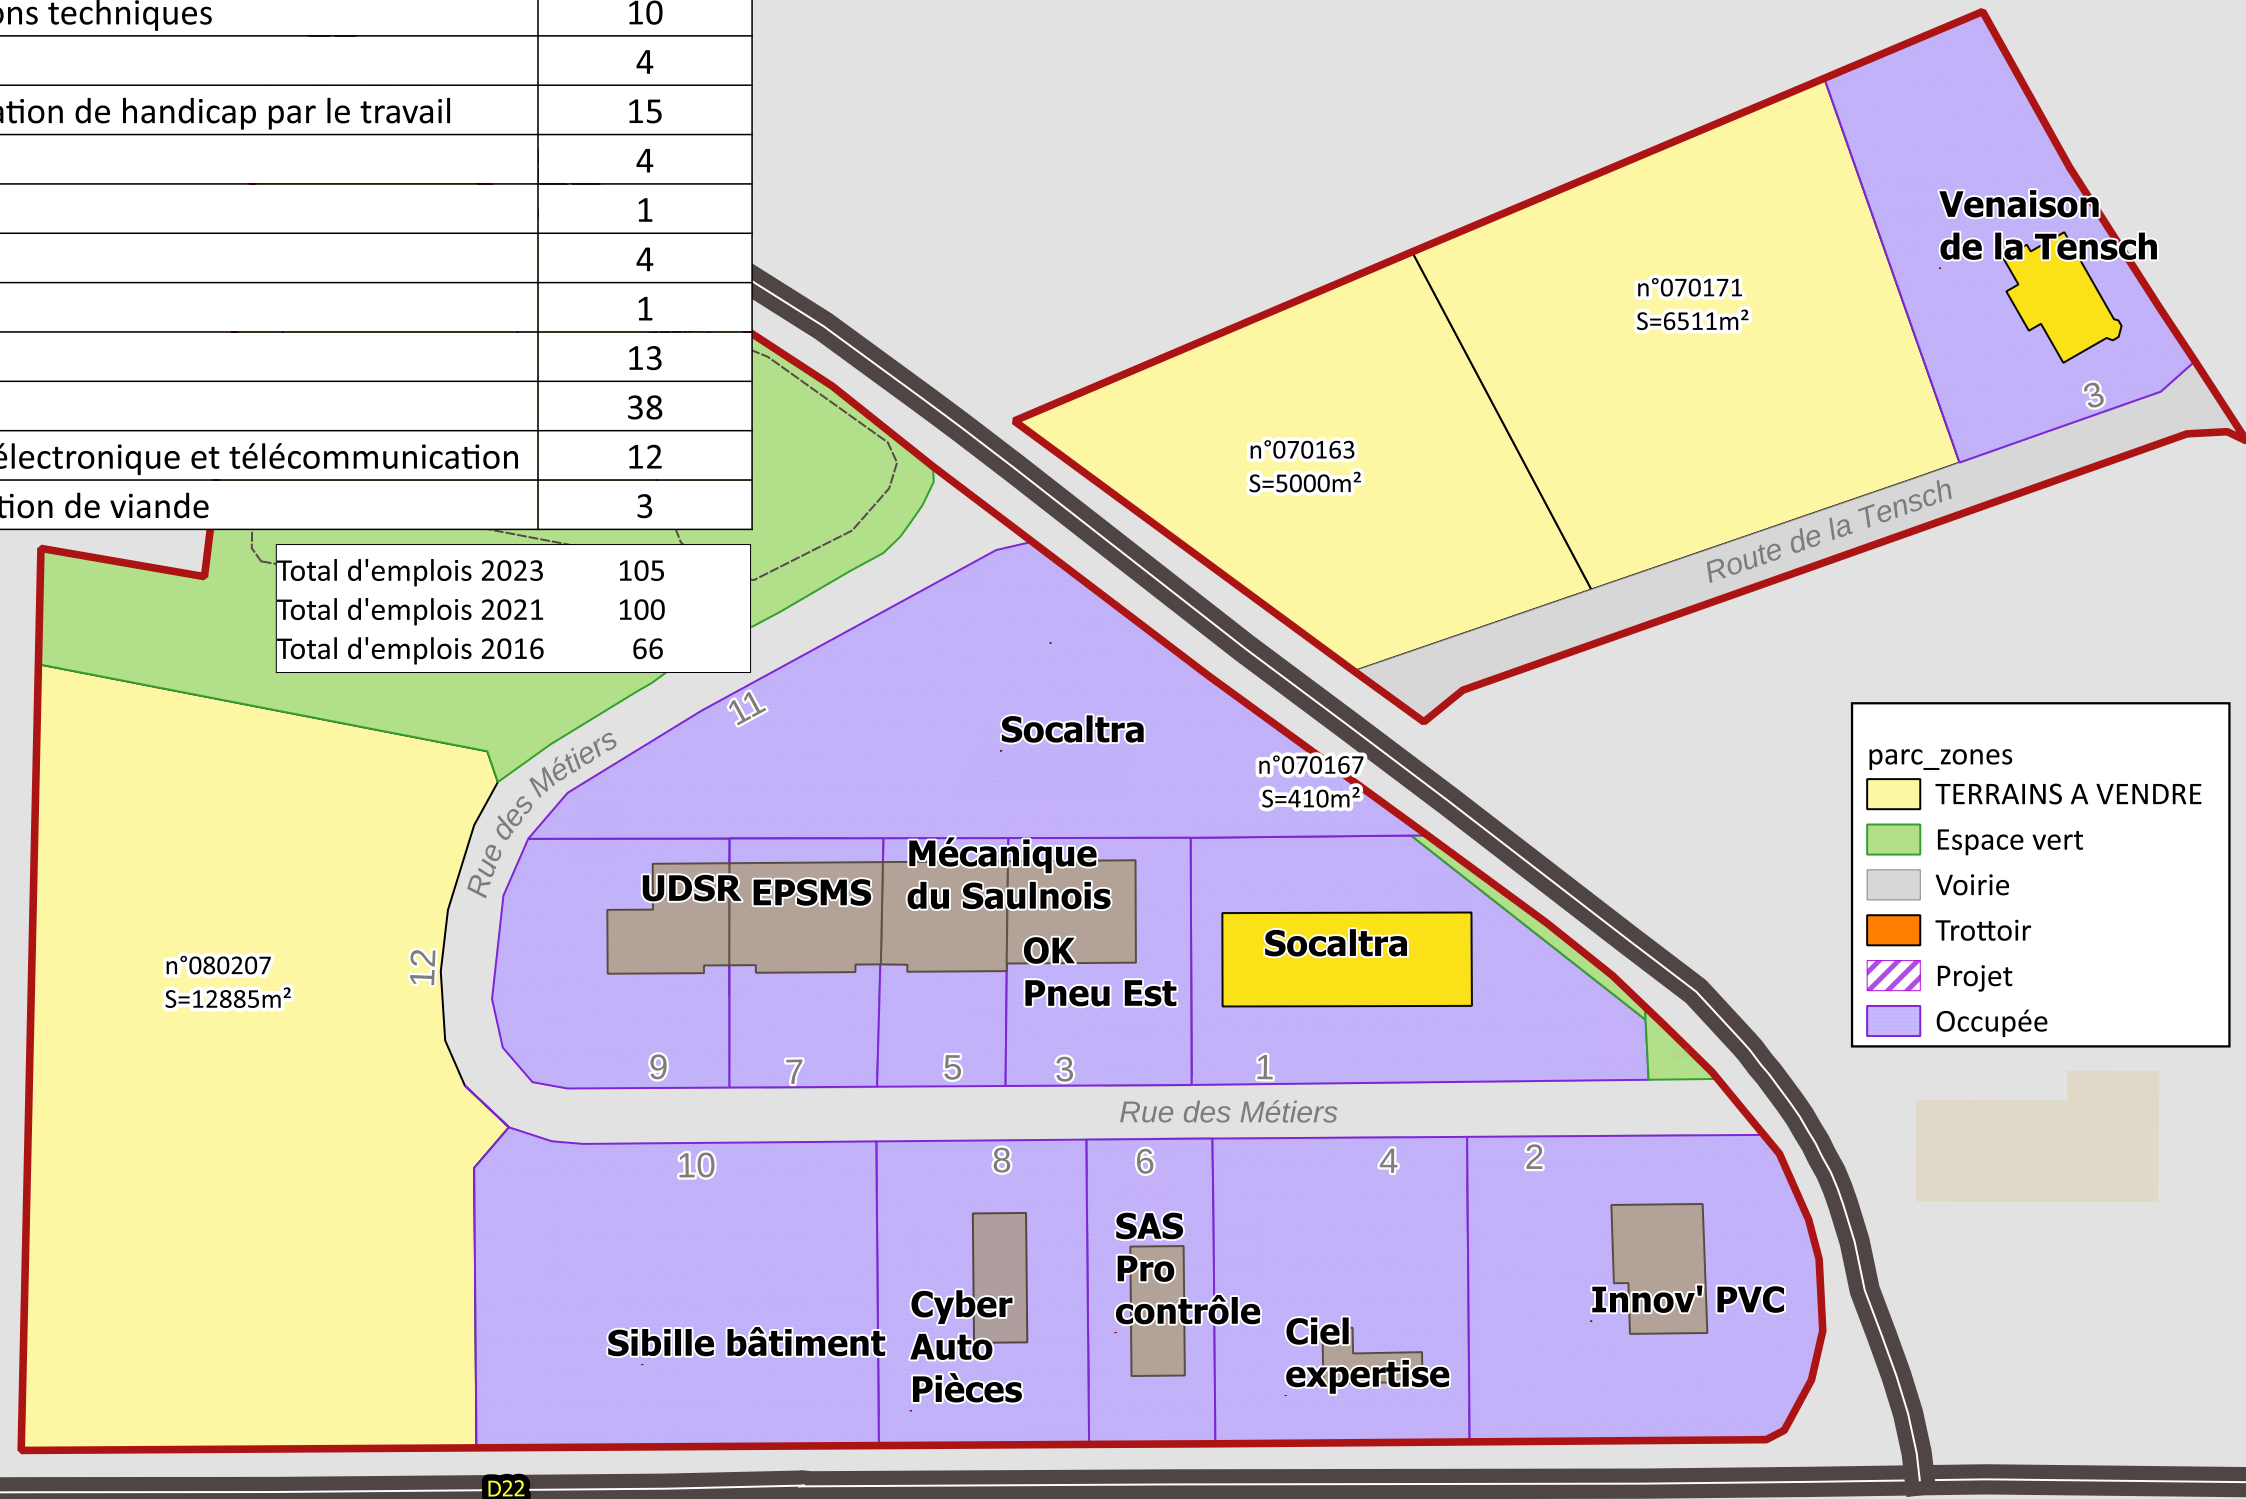 ons techniques 10
4
ation de handicap par le travail 15
4
1
4
1
13
38
électronique et télécommunication 12
tion de viande 3
Total d'emplois 2023 105
Total d'emplois 2021 100
Total d'emplois 2016 66
Venaison
de la Tensch
n°070171
S=6511m²
3
n°070163
S=5000m²
Route de la Tensch
11
Rue des Métiers
Socaltra
n°070167
S=410m²
parc_zones
TERRAINS A VENDRE
Espace vert
Voirie
Trottoir
Projet
Occupée
UDSR
EPSMS
Mécanique
du Saulnois
OK
Pneu Est
Socaltra
n°080207
S=12885m²
12
9
7
5
3
1
Rue des Métiers
10
8
6
4
2
Sibille bâtiment
Cyber
Auto
Pièces
SAS
Pro
contrôle
Ciel
expertise
Innov' PVC
D22